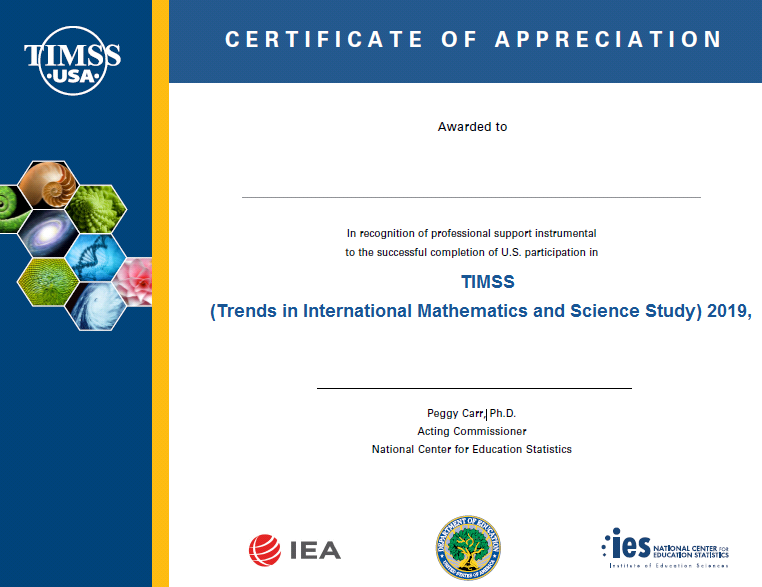 TIMSS
USA
CERTIFICATE OF APPRECIATION
Awarded to
In recognition of professional support instrumental
to the successful completion of U.S. participation in
TIMSS
(Trends in International Mathematics and Science Study) 2019,
Peggy Carr, Ph.D.
Acting Commissioner
National Center for Education Statistics
IEA
DEPARTMENT OF EDUCATION
UNITED STATES OF AMERICA
ies NATIONAL CENTER FOR
EDUCATION STATISTICS
Institute of Education Sciences